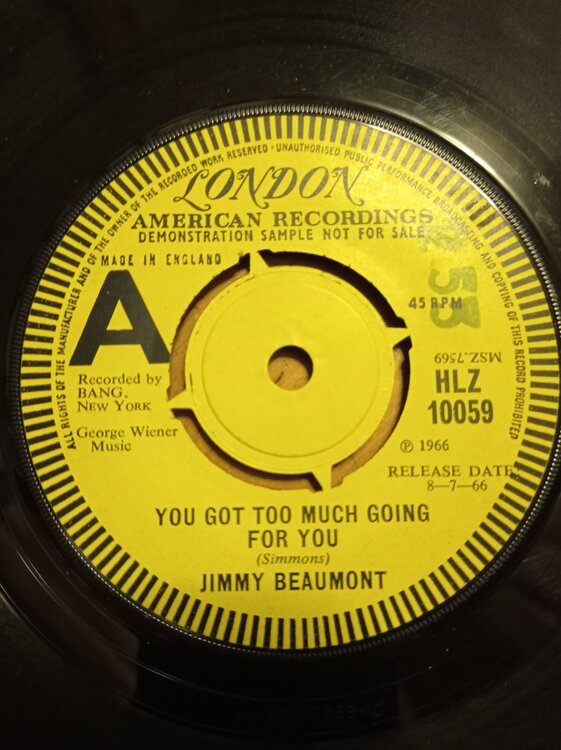 ALL RIGHTS OF THE MANUFACTURER AND OF THE OWNER OF THE RECORDED WORK RESERVED · UNAUTHORISED PUBLIC PERFORMANCE BROADCASTING AND COPYING OF THIS RECORD PROHIBITED
LONDON
AMERICAN RECORDINGS
DEMONSTRATION SAMPLE NOT FOR SALE
MADE IN ENGLAND
53
A
45 RPM
MSZ.7569
Recorded by
BANG,
NEW YORK
HLZ
10059
George Wiener
Music
℗ 1966
RELEASE DATE
8—7—66
YOU GOT TOO MUCH GOING
FOR YOU
(Simmons)
JIMMY BEAUMONT